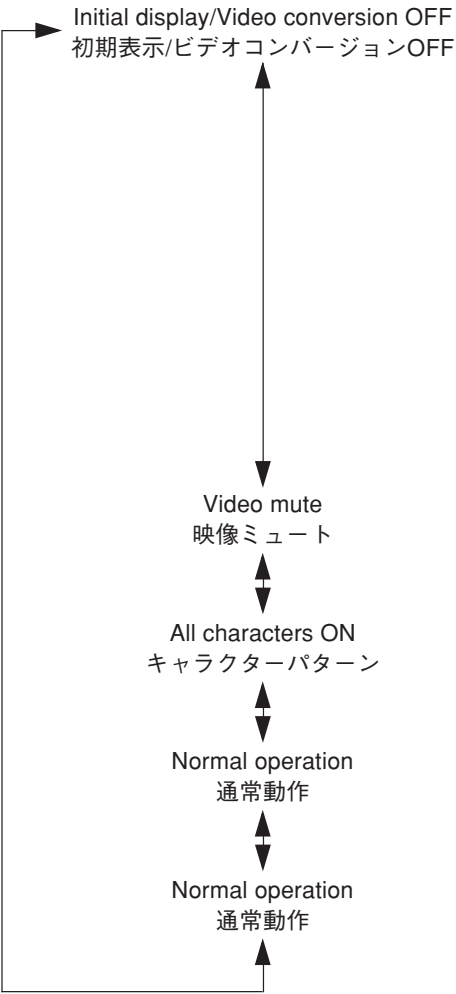 Initial display/Video conversion OFF
初期表示/ビデオコンバージョンOFF
Video mute
映像ミュート
All characters ON
キャラクターパターン
Normal operation
通常動作
Normal operation
通常動作